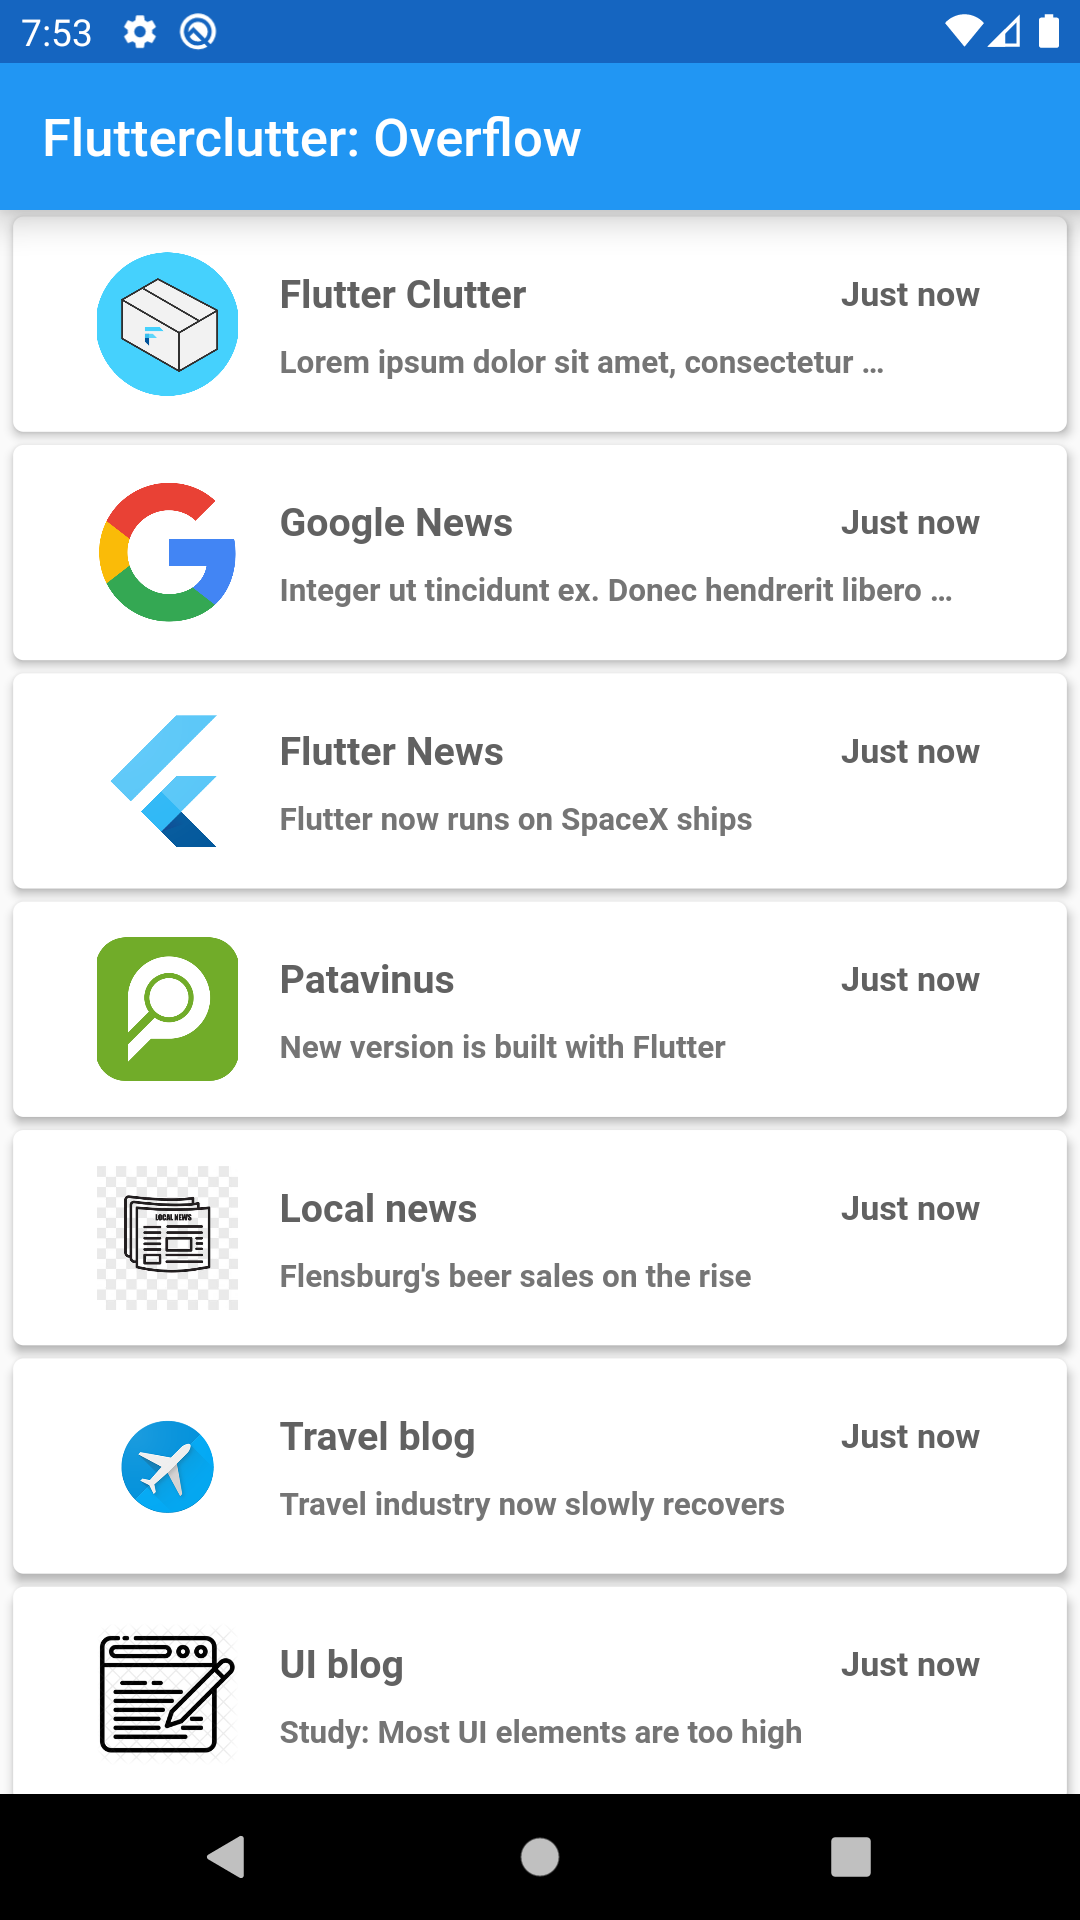 7:53
Flutterclutter: Overflow
Flutter Clutter Just now
Lorem ipsum dolor sit amet, consectetur ...
Google News Just now
Integer ut tincidunt ex. Donec hendrerit libero ...
Flutter News Just now
Flutter now runs on SpaceX ships
Patavinus Just now
New version is built with Flutter
LOCAL NEWS
Local news Just now
Flensburg's beer sales on the rise
Travel blog Just now
Travel industry now slowly recovers
UI blog Just now
Study: Most UI elements are too high